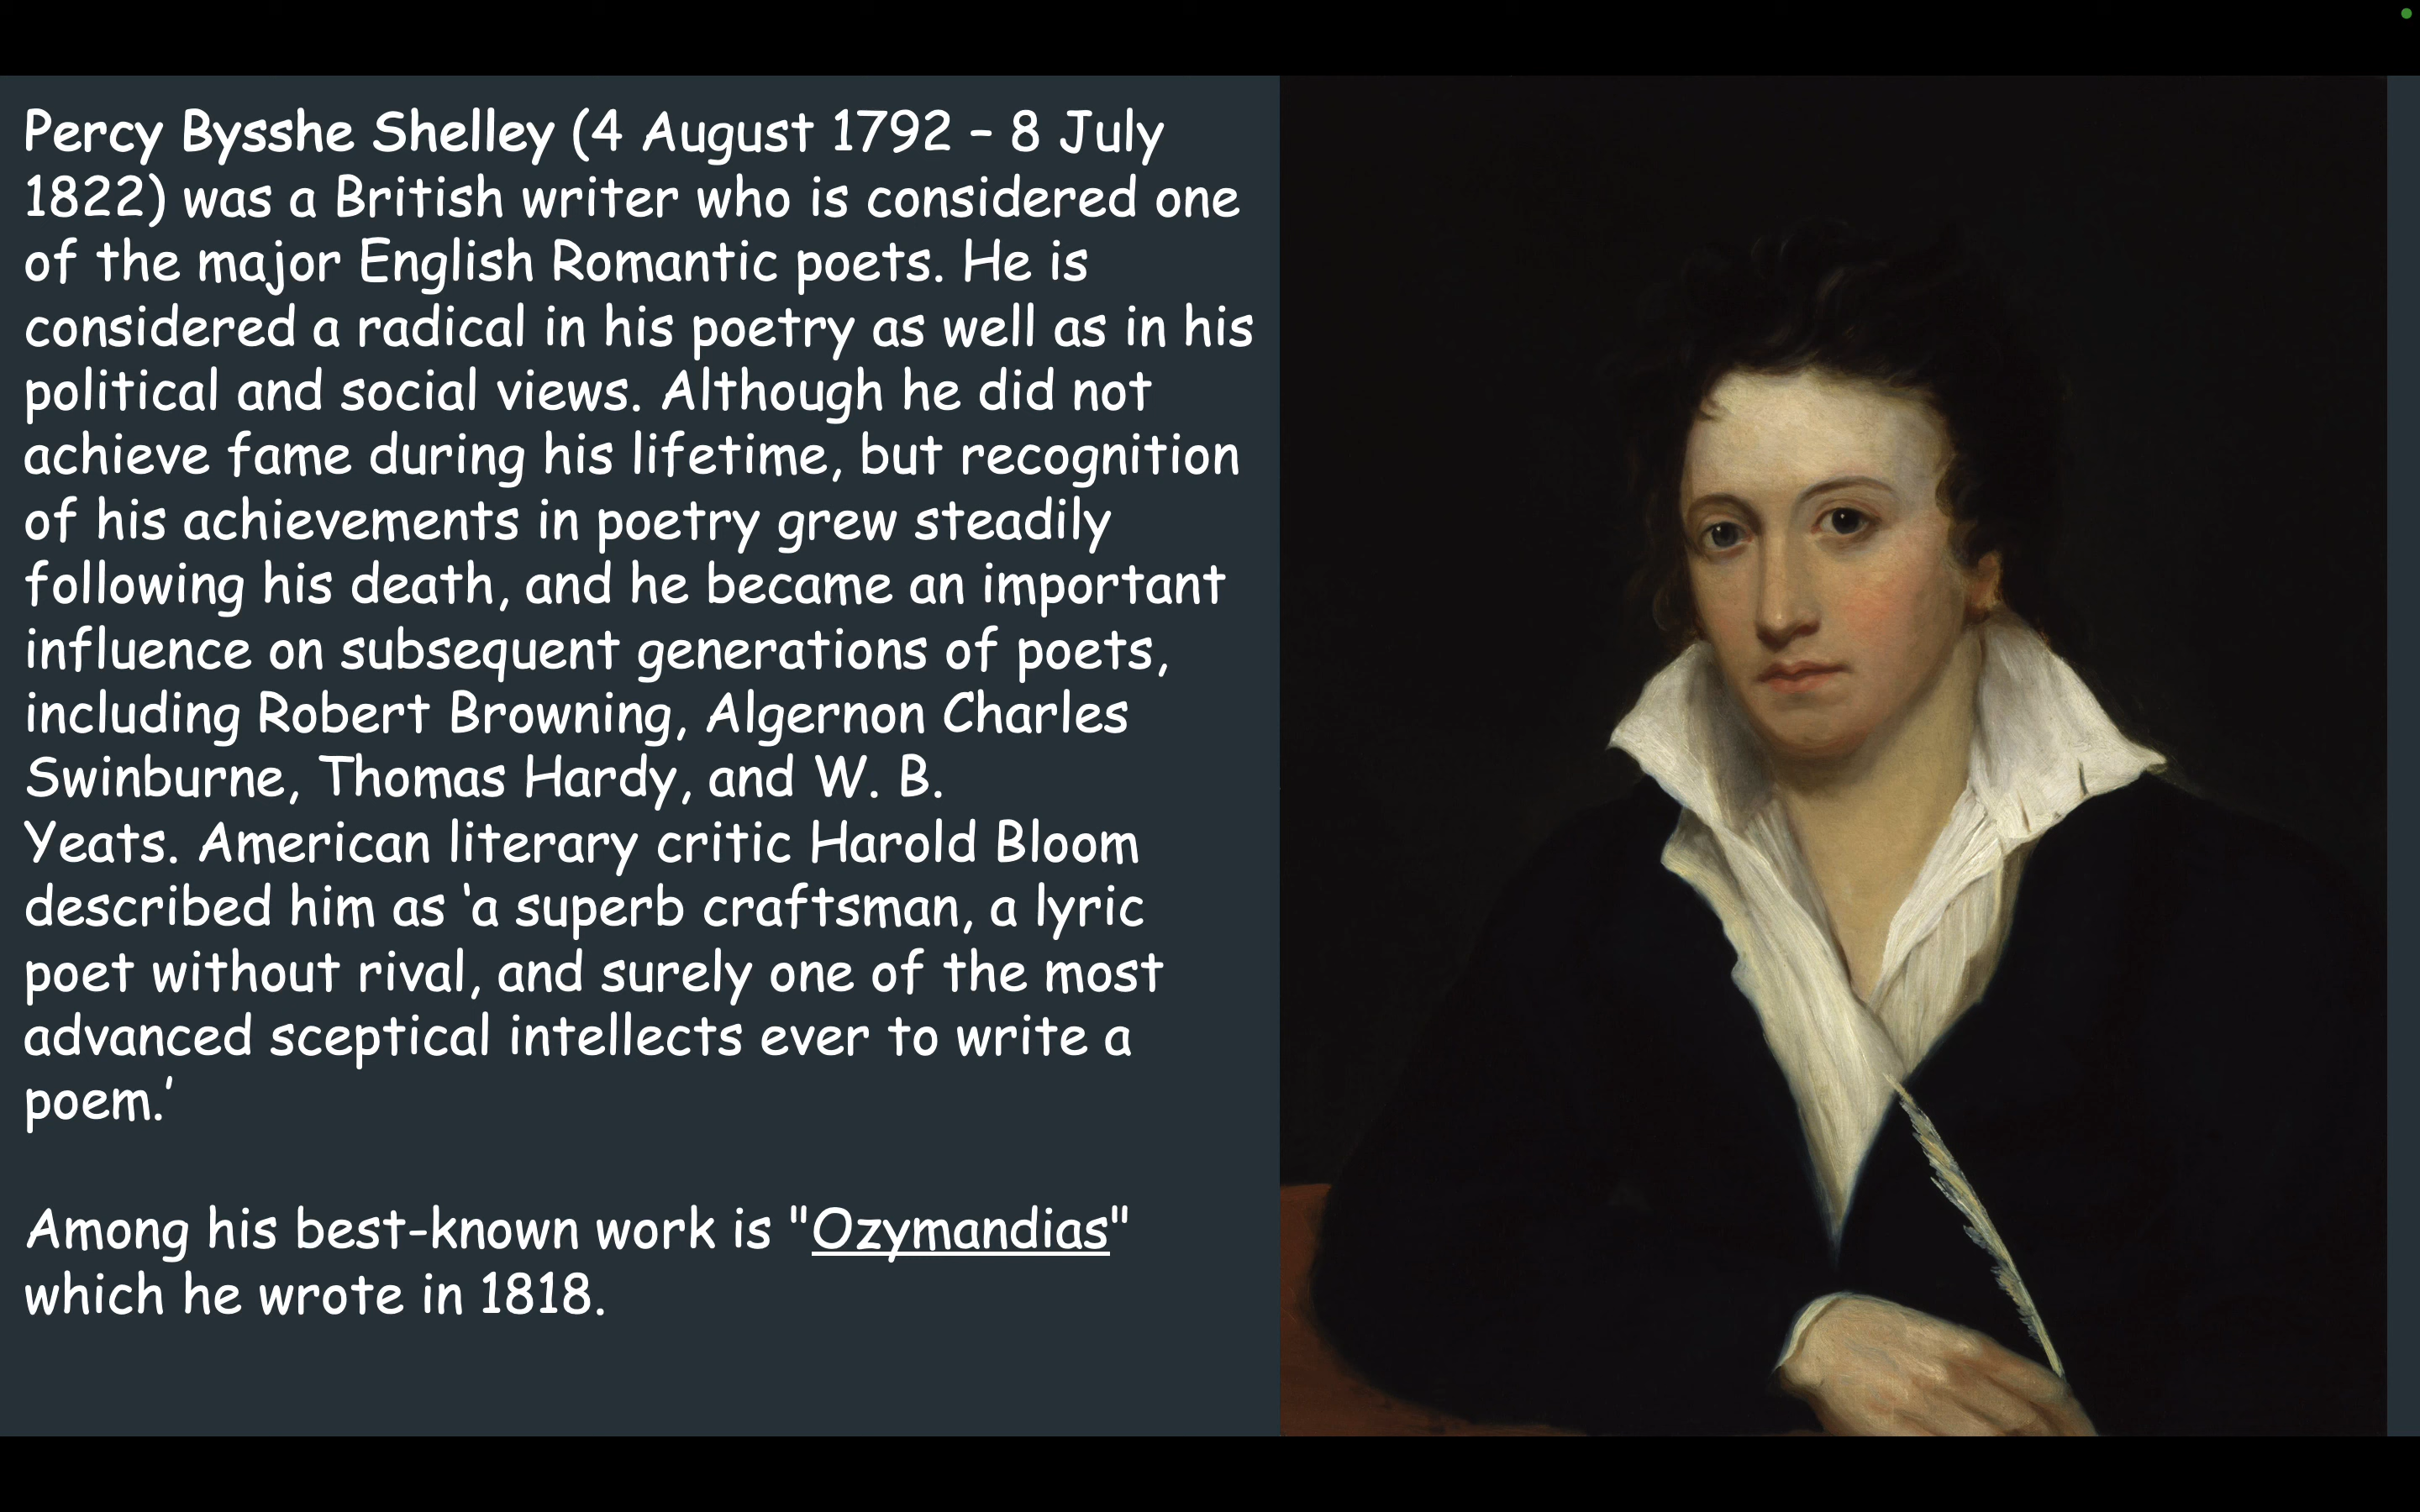 Percy Bysshe Shelley (4 August 1792 – 8 July
1822) was a British writer who is considered one
of the major English Romantic poets. He is
considered a radical in his poetry as well as in his
political and social views. Although he did not
achieve fame during his lifetime, but recognition
of his achievements in poetry grew steadily
following his death, and he became an important
influence on subsequent generations of poets,
including Robert Browning, Algernon Charles
Swinburne, Thomas Hardy, and W. B.
Yeats. American literary critic Harold Bloom
described him as ‘a superb craftsman, a lyric
poet without rival, and surely one of the most
advanced sceptical intellects ever to write a
poem.’
Among his best-known work is "Ozymandias"
which he wrote in 1818.